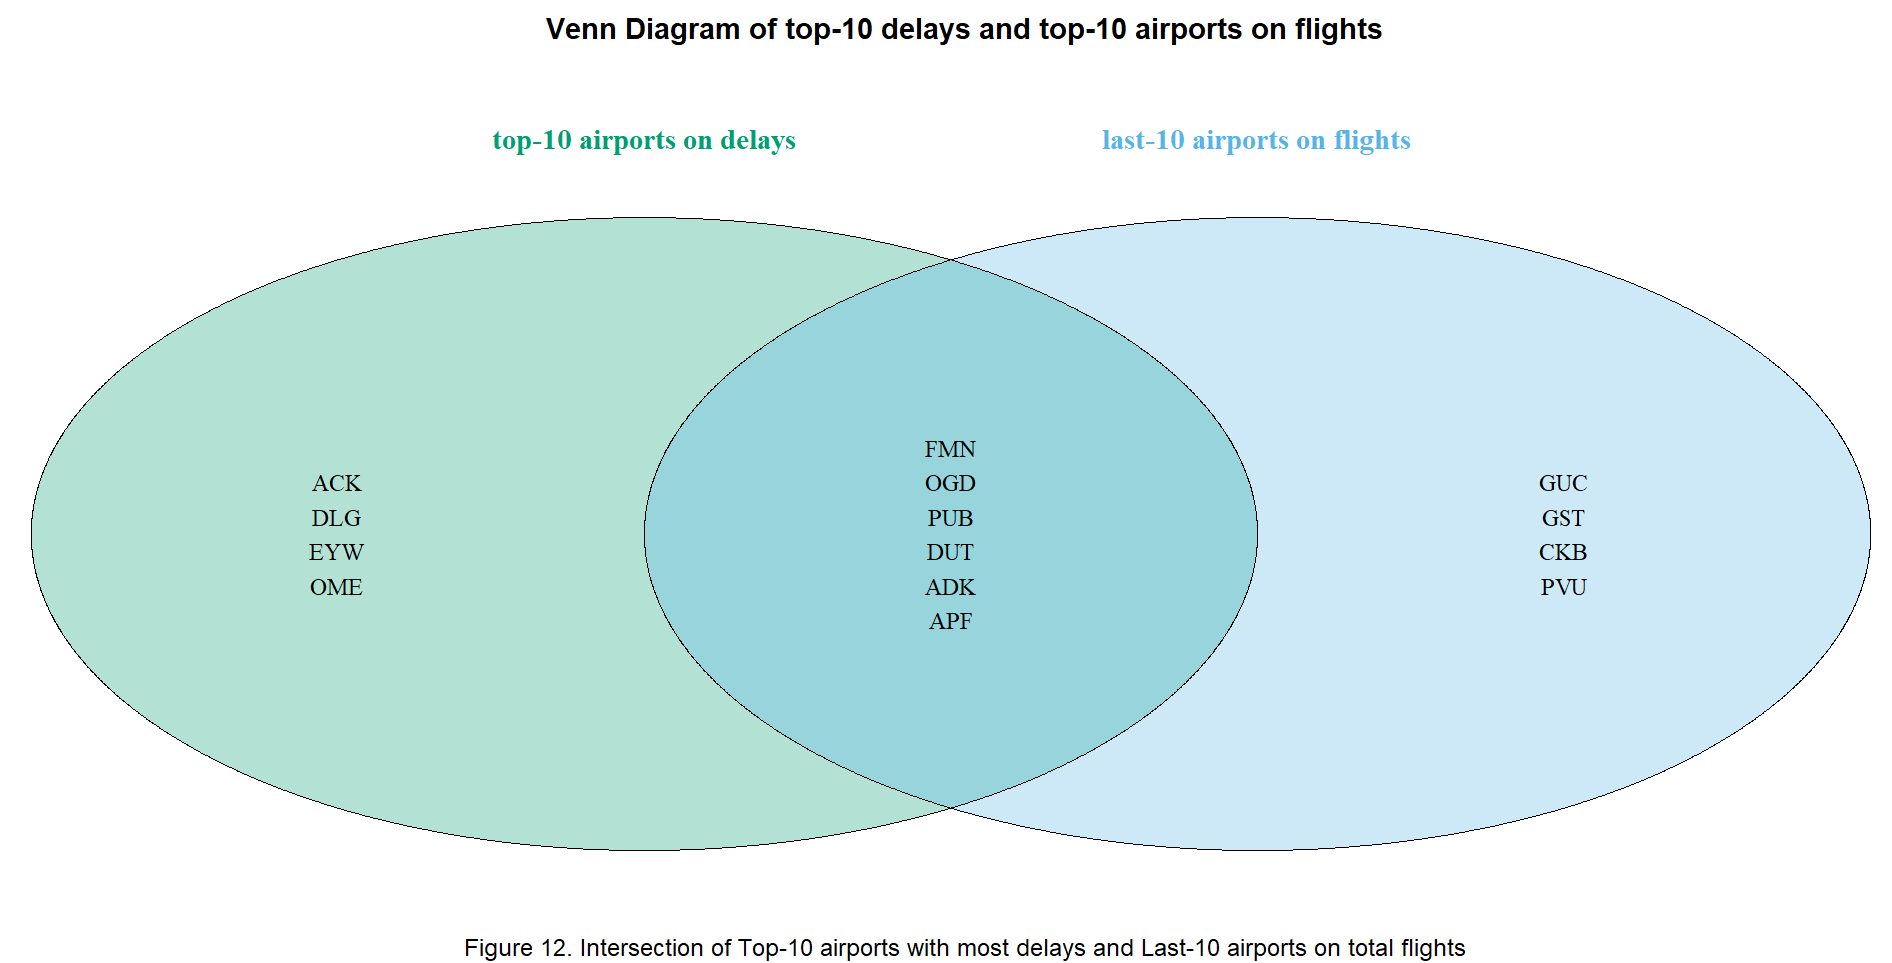 Venn Diagram of top-10 delays and top-10 airports on flights
top-10 airports on delays
last-10 airports on flights
ACK
DLG
EYW
OME
FMN
OGD
PUB
DUT
ADK
APF
GUC
GST
CKB
PVU
Figure 12. Intersection of Top-10 airports with most delays and Last-10 airports on total flights